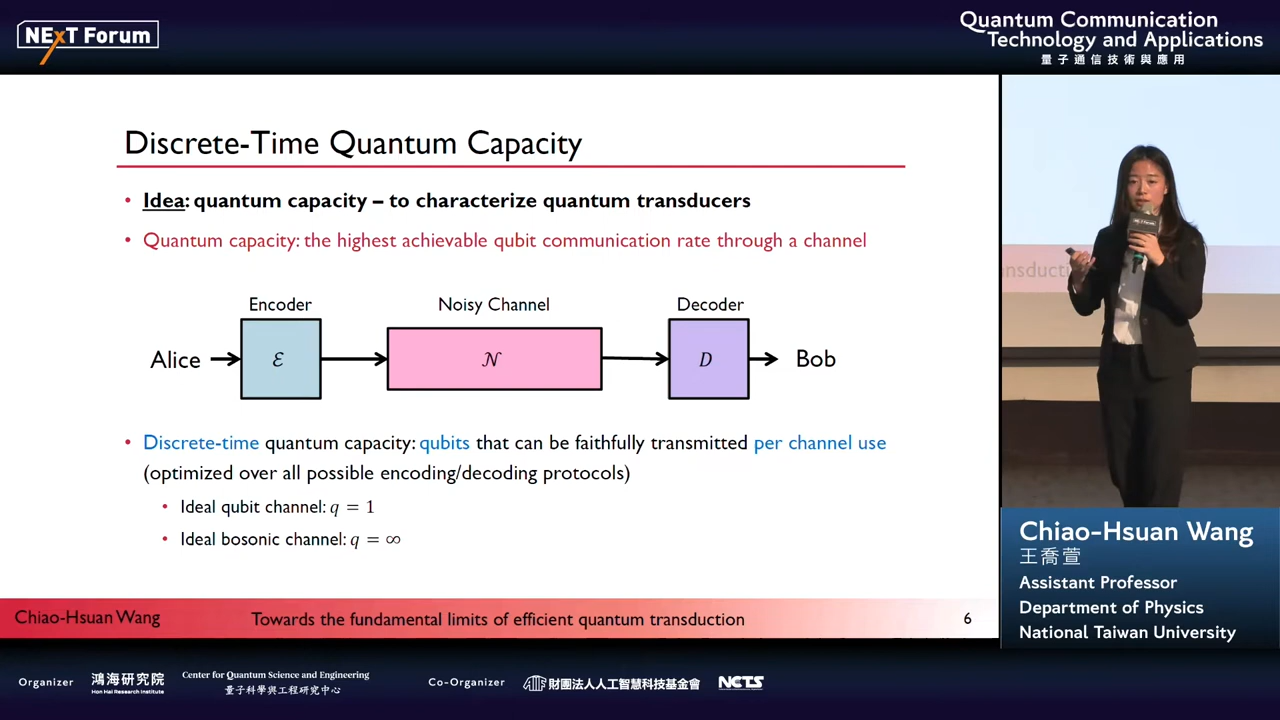 NExT Forum
Quantum Communication
Technology and Applications
量子通信技術與應用
Discrete-Time Quantum Capacity
• Idea: quantum capacity – to characterize quantum transducers
• Quantum capacity: the highest achievable qubit communication rate through a channel
Encoder
Noisy Channel
Decoder
Alice
ℰ
𝒩
D
Bob
• Discrete-time quantum capacity: qubits that can be faithfully transmitted per channel use
(optimized over all possible encoding/decoding protocols)
• Ideal qubit channel: q = 1
• Ideal bosonic channel: q = ∞
Chiao-Hsuan Wang
Towards the fundamental limits of efficient quantum transduction
6
Chiao-Hsuan Wang
王喬萱
Assistant Professor
Department of Physics
National Taiwan University
Organizer
鴻海研究院
Hon Hai Research Institute
Center for Quantum Science and Engineering
量子科學與工程研究中心
Co-Organizer
財團法人人工智慧科技基金會
NCTS